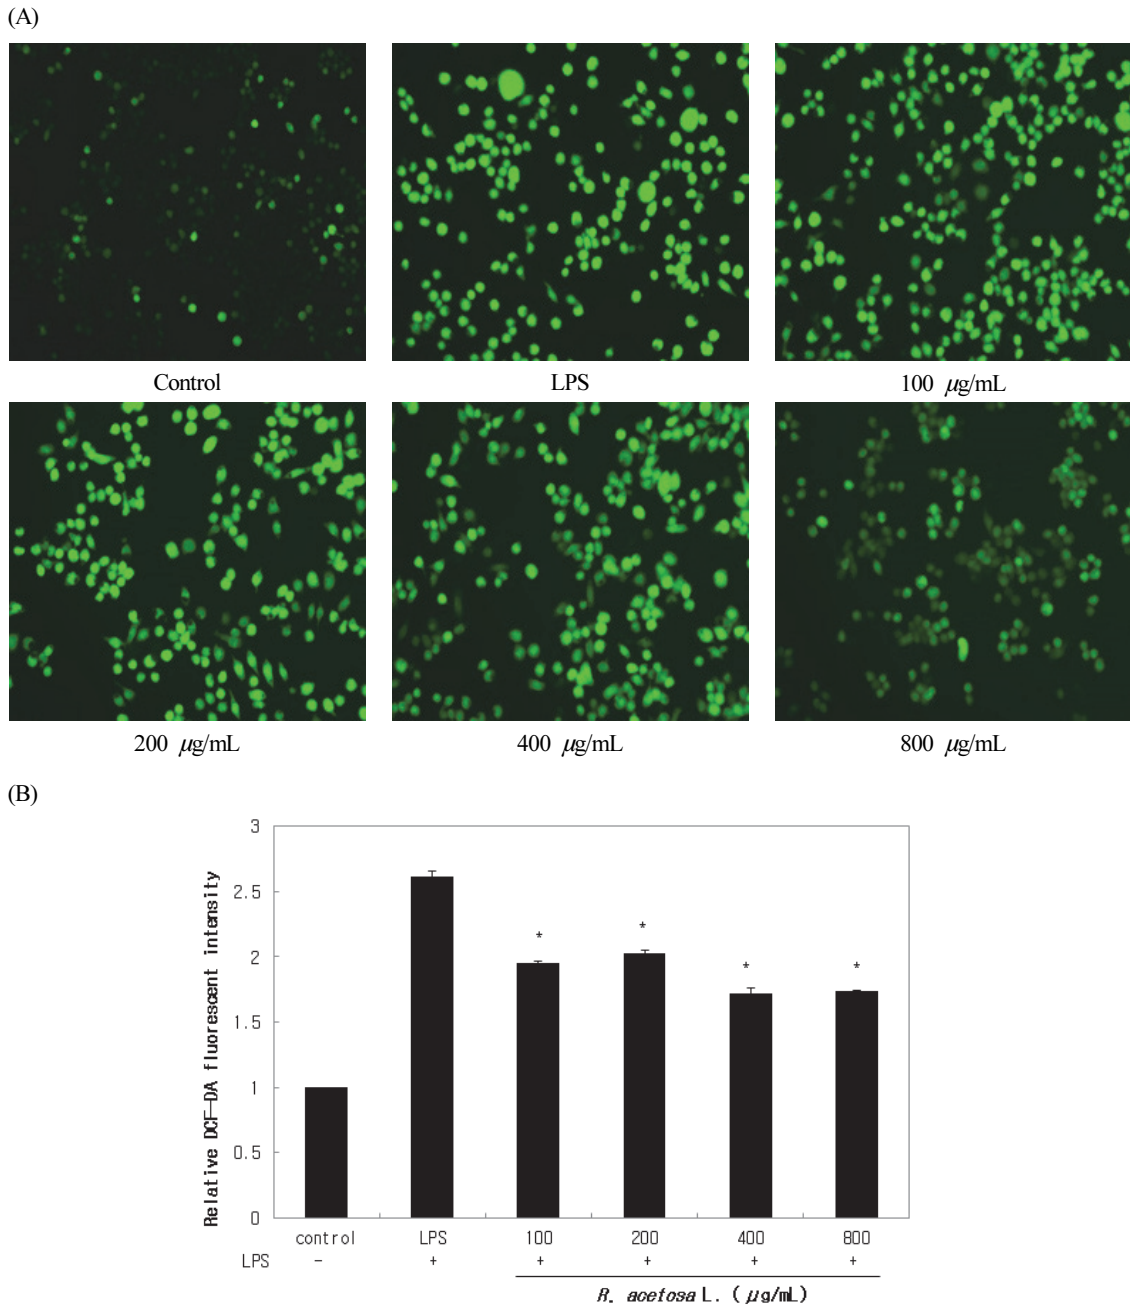 (A)
Control LPS 100 μg/mL
200 μg/mL 400 μg/mL 800 μg/mL
(B)
Relative DCF-DA fluorescent intensity
3
2.5
2
1.5
1
0.5
0
* * * *
control LPS 100 200 400 800
LPS - + + + + +
R. acetosa L. ( μg/mL)